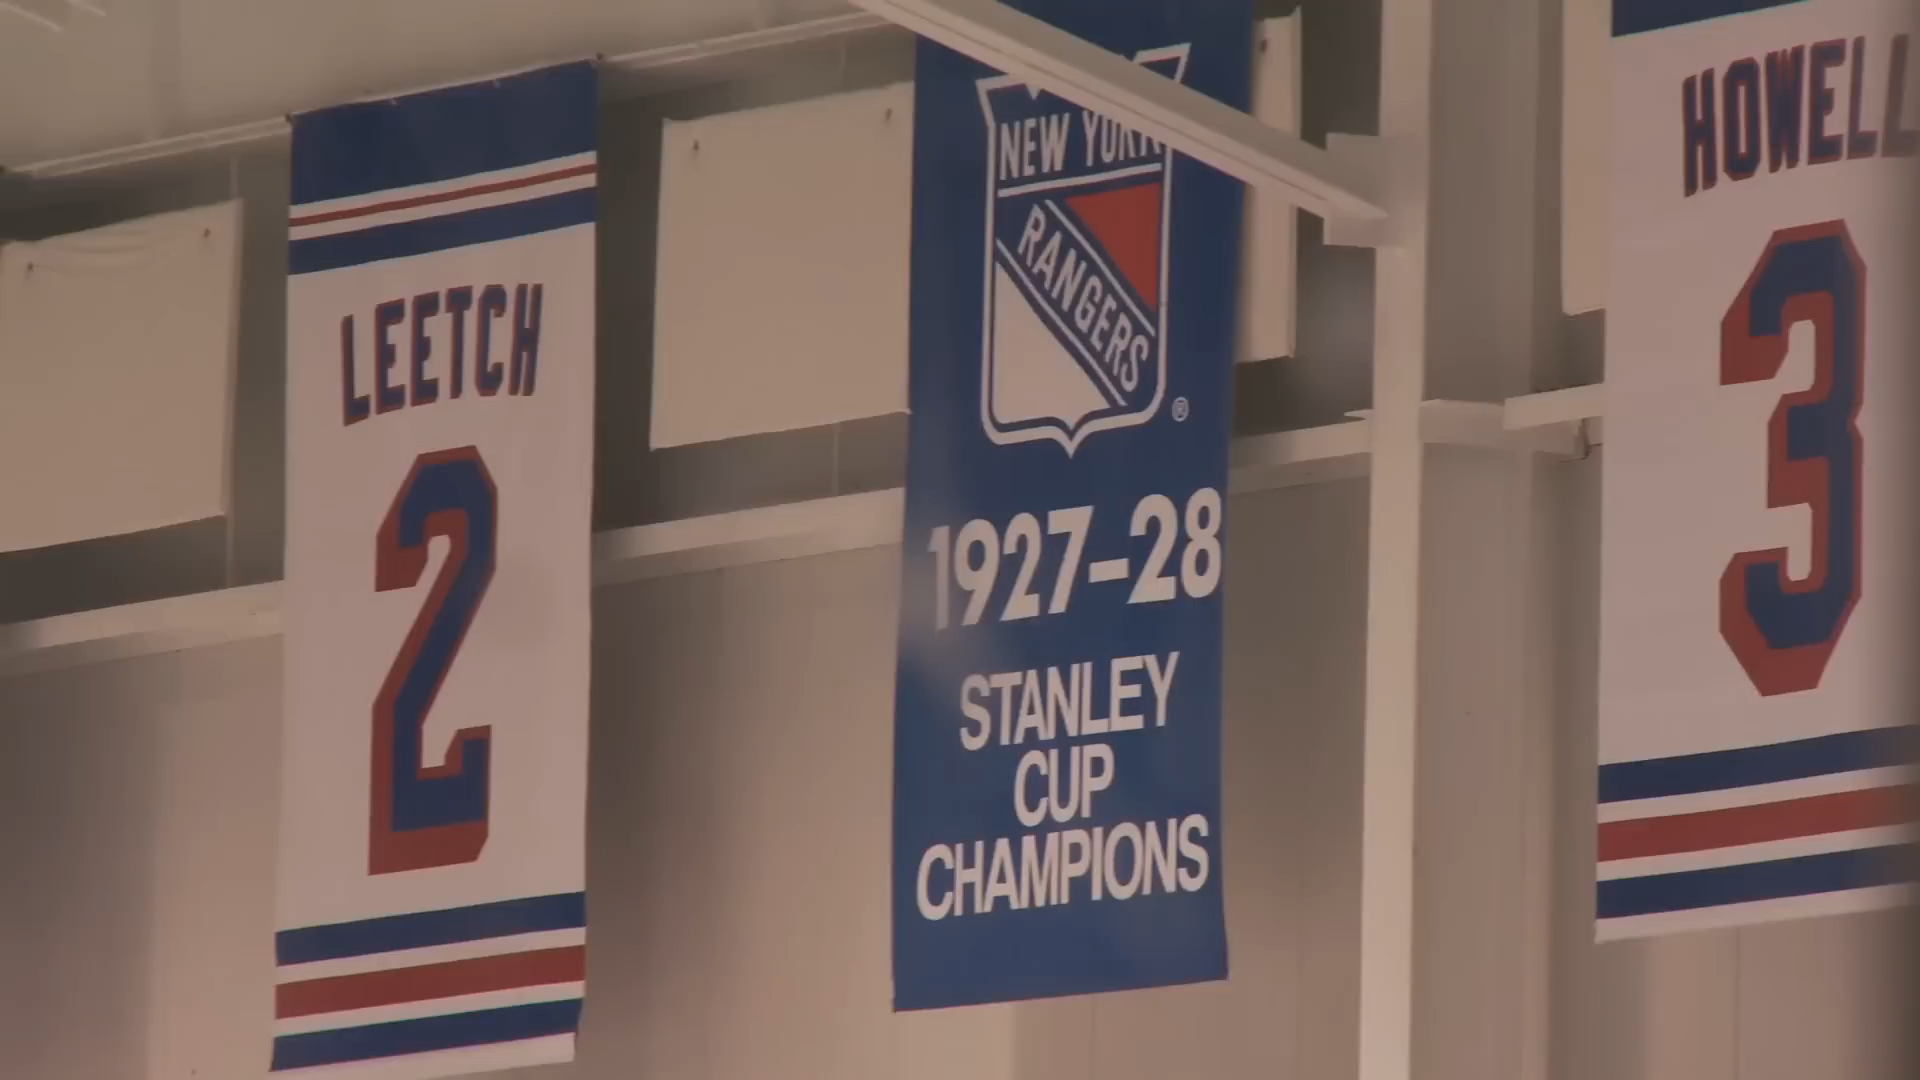 LEETCH
2
NEW YORK
RANGERS
®
1927-28
STANLEY
CUP
CHAMPIONS
HOWELL
3